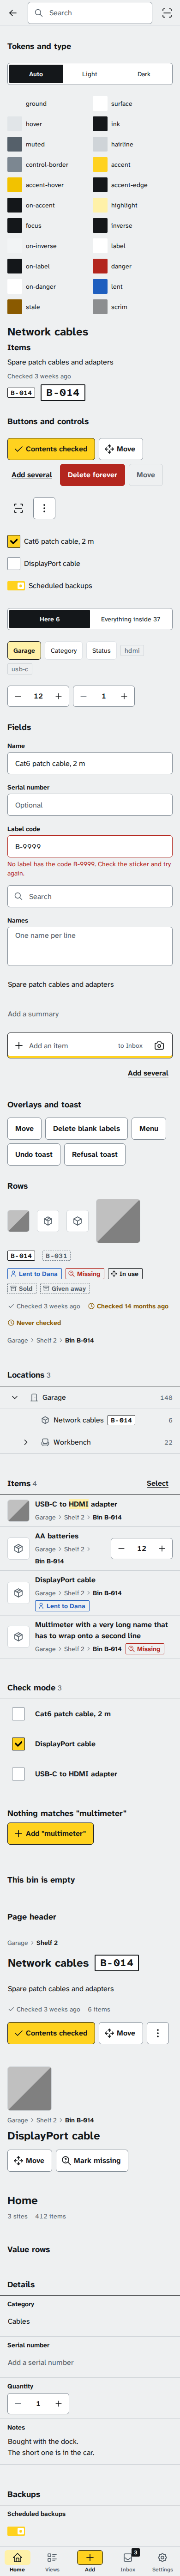 Search
Tokens and type
Auto Light Dark
ground surface
hover ink
muted hairline
control-border accent
accent-hover accent-edge
on-accent highlight
focus inverse
on-inverse label
on-label danger
on-danger lent
stale scrim
Network cables
Items
Spare patch cables and adapters
Checked 3 weeks ago
B-014 B-014
Buttons and controls
Contents checked Move
Add several Delete forever Move
Cat6 patch cable, 2 m
DisplayPort cable
Scheduled backups
Here 6 Everything inside 37
Garage Category Status hdmi
usb-c
12 1
Fields
Name
Cat6 patch cable, 2 m
Serial number
Optional
Label code
B-9999
No label has the code B-9999. Check the sticker and try
again.
Search
Names
One name per line
Spare patch cables and adapters
Add a summary
Add an item to Inbox
Add several
Overlays and toast
Move Delete blank labels Menu
Undo toast Refusal toast
Rows
B-014 B-031
Lent to Dana Missing In use
Sold Given away
Checked 3 weeks ago Checked 14 months ago
Never checked
Garage Shelf 2 Bin B-014
Locations 3
Garage 148
Network cables B-014 6
Workbench 22
Items 4 Select
USB-C to HDMI adapter
Garage Shelf 2 Bin B-014
AA batteries
Garage Shelf 2
Bin B-014
12
DisplayPort cable
Garage Shelf 2 Bin B-014
Lent to Dana
Multimeter with a very long name that
has to wrap onto a second line
Garage Shelf 2 Bin B-014 Missing
Check mode 3
Cat6 patch cable, 2 m
DisplayPort cable
USB-C to HDMI adapter
Nothing matches "multimeter"
Add "multimeter"
This bin is empty
Page header
Garage Shelf 2
Network cables B-014
Spare patch cables and adapters
Checked 3 weeks ago 6 items
Contents checked Move
Garage Shelf 2 Bin B-014
DisplayPort cable
Move Mark missing
Home
3 sites 412 items
Value rows
Details
Category
Cables
Serial number
Add a serial number
Quantity
1
Notes
Bought with the dock.
The short one is in the car.
Backups
Scheduled backups
3
Home Views Add Inbox Settings